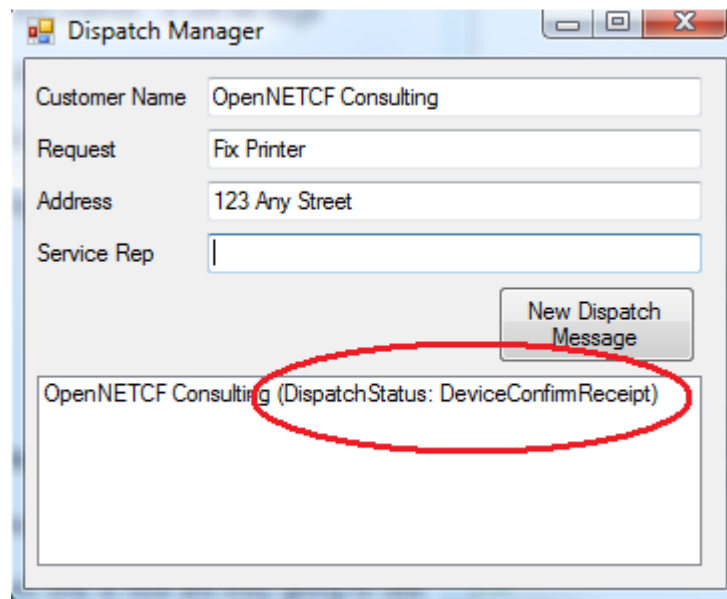 Dispatch Manager
Customer Name OpenNETCF Consulting
Request Fix Printer
Address 123 Any Street
Service Rep
New Dispatch
Message
OpenNETCF Consulting (DispatchStatus: DeviceConfirmReceipt)